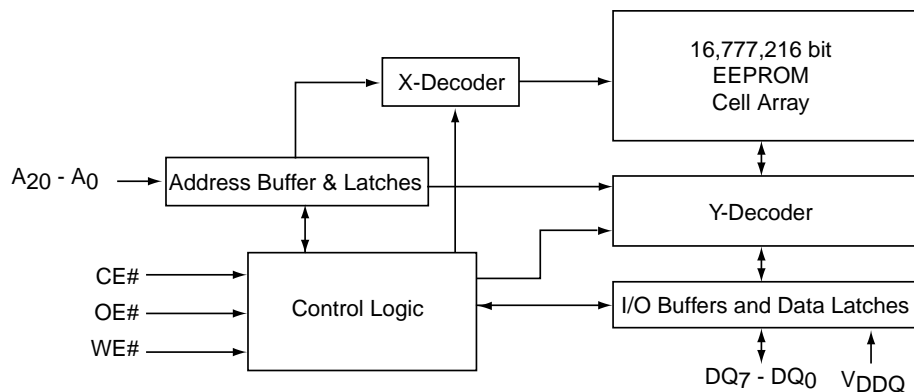 16,777,216 bit
EEPROM
Cell Array
X-Decoder
A20 - A0
Address Buffer & Latches
Y-Decoder
CE#
OE#
WE#
Control Logic
I/O Buffers and Data Latches
DQ7 - DQ0
VDDQ